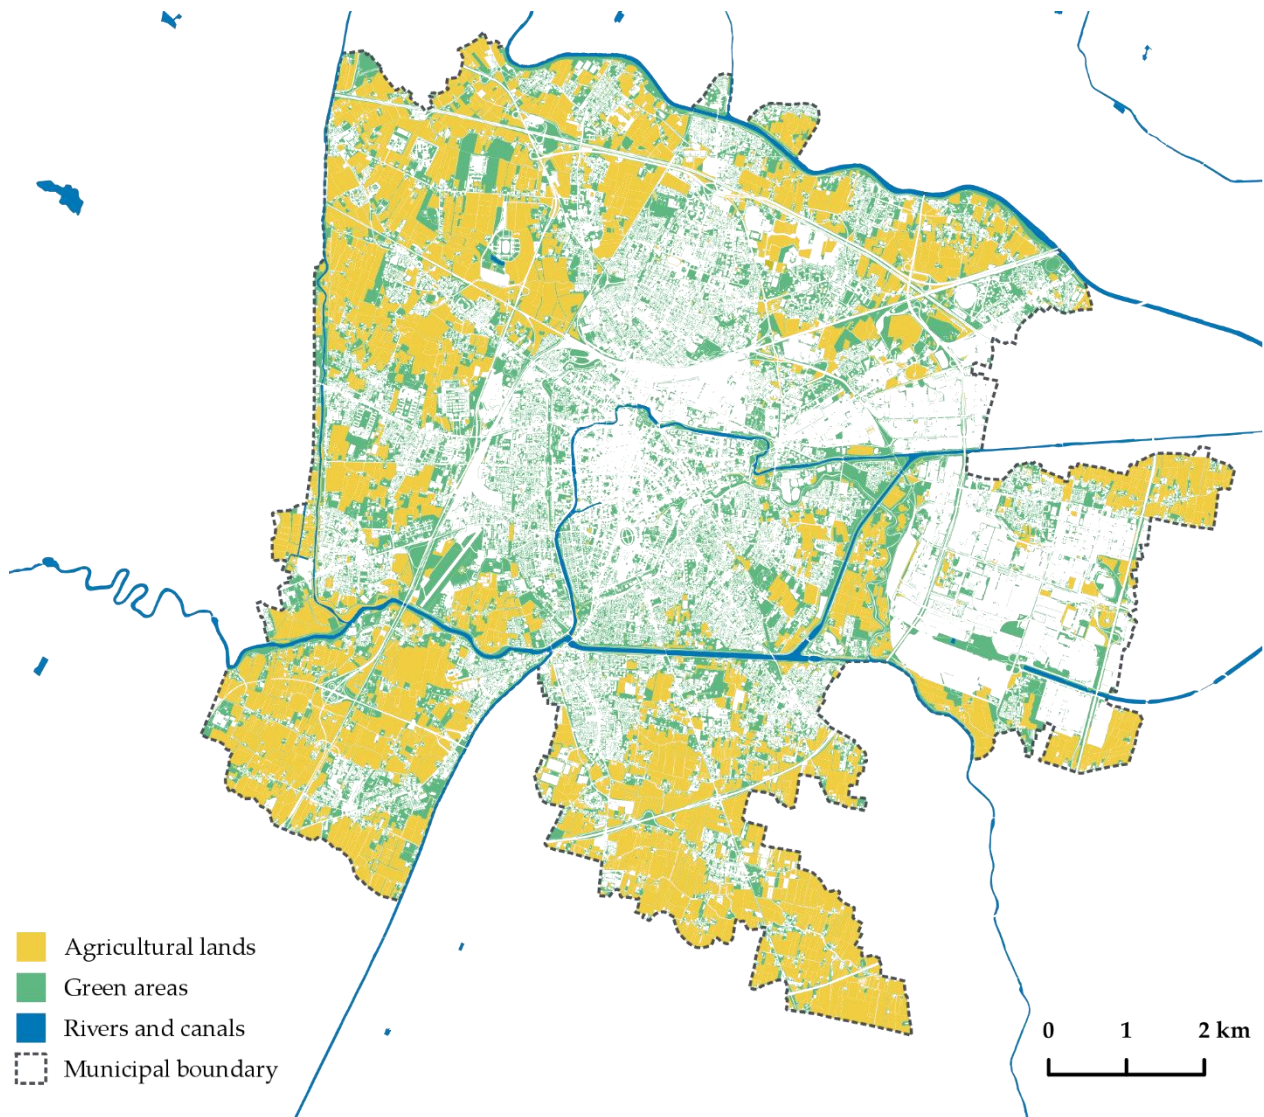 Agricultural lands
Green areas
Rivers and canals
Municipal boundary
0 1 2 km